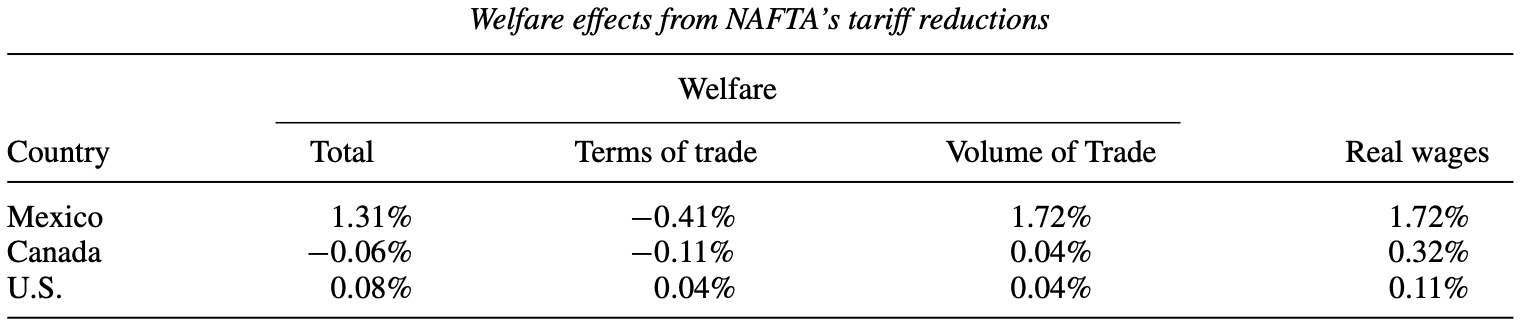 Welfare effects from NAFTA's tariff reductions
Welfare
Country Total Terms of trade Volume of Trade Real wages
Mexico 1.31% −0.41% 1.72% 1.72%
Canada −0.06% −0.11% 0.04% 0.32%
U.S. 0.08% 0.04% 0.04% 0.11%